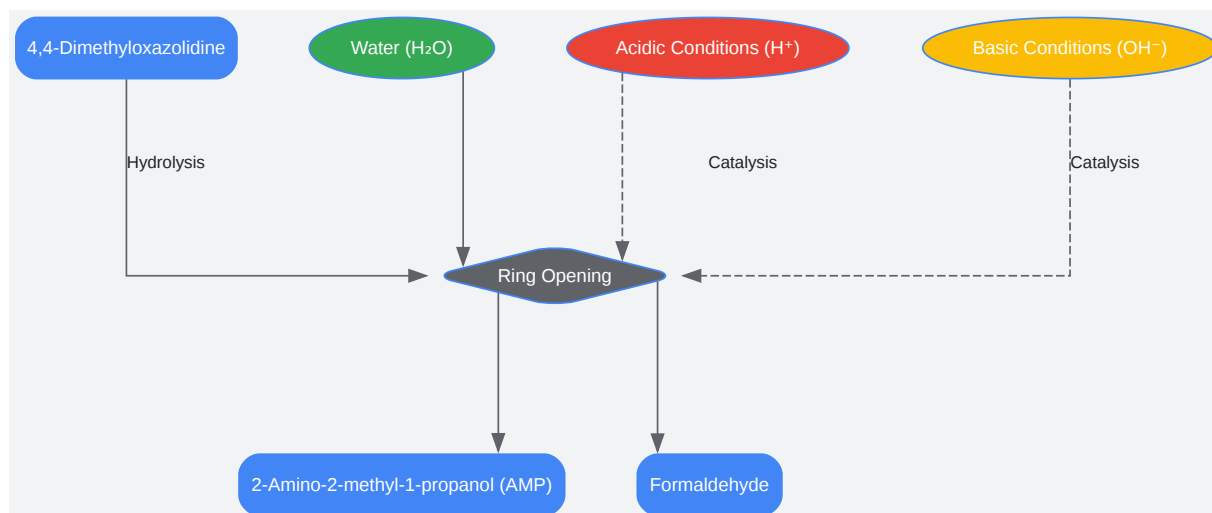 4,4-Dimethyloxazolidine
Water (H₂O)
Acidic Conditions (H⁺)
Basic Conditions (OH⁻)
Hydrolysis
Catalysis
Catalysis
Ring Opening
2-Amino-2-methyl-1-propanol (AMP)
Formaldehyde